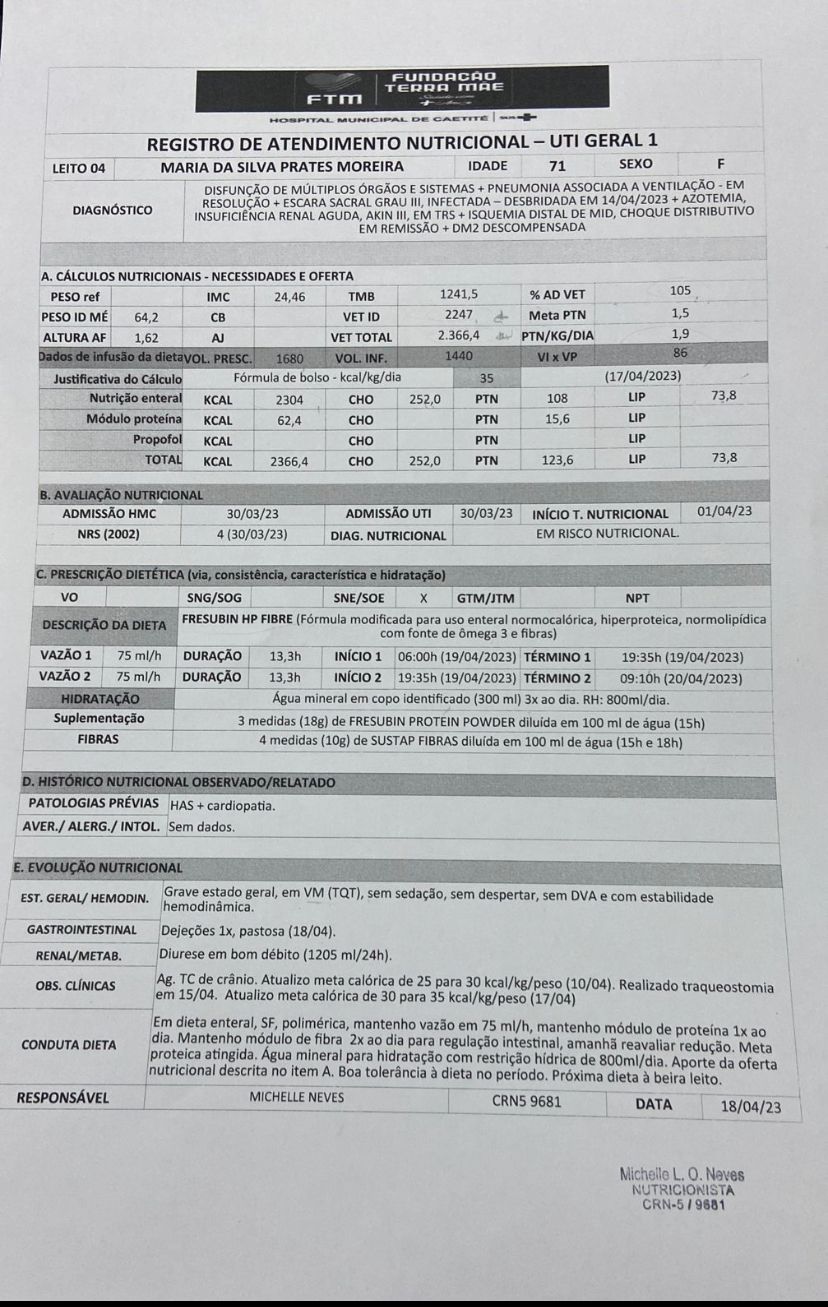 FTM
FUNDAÇÃO
TERRA MÃE
HOSPITAL MUNICIPAL DE CAETITÉ
REGISTRO DE ATENDIMENTO NUTRICIONAL – UTI GERAL 1
LEITO 04 MARIA DA SILVA PRATES MOREIRA IDADE 71 SEXO F
DIAGNÓSTICO
DISFUNÇÃO DE MÚLTIPLOS ÓRGÃOS E SISTEMAS + PNEUMONIA ASSOCIADA A VENTILAÇÃO - EM
RESOLUÇÃO + ESCARA SACRAL GRAU III, INFECTADA – DESBRIDADA EM 14/04/2023 + AZOTEMIA,
INSUFICIÊNCIA RENAL AGUDA, AKIN III, EM TRS + ISQUEMIA DISTAL DE MID, CHOQUE DISTRIBUTIVO
EM REMISSÃO + DM2 DESCOMPENSADA
A. CÁLCULOS NUTRICIONAIS - NECESSIDADES E OFERTA
PESO ref IMC 24,46 TMB 1241,5 % AD VET 105
PESO ID MÉ 64,2 CB VET ID 2247 Meta PTN 1,5
ALTURA AF 1,62 AJ VET TOTAL 2.366,4 PTN/KG/DIA 1,9
Dados de infusão da dieta VOL. PRESC. 1680 VOL. INF. 1440 VI x VP 86
Justificativa do Cálculo Fórmula de bolso - kcal/kg/dia 35 (17/04/2023)
Nutrição enteral KCAL 2304 CHO 252,0 PTN 108 LIP 73,8
Módulo proteína KCAL 62,4 CHO PTN 15,6 LIP
Propofol KCAL CHO PTN LIP
TOTAL KCAL 2366,4 CHO 252,0 PTN 123,6 LIP 73,8
B. AVALIAÇÃO NUTRICIONAL
ADMISSÃO HMC 30/03/23 ADMISSÃO UTI 30/03/23 INÍCIO T. NUTRICIONAL 01/04/23
NRS (2002) 4 (30/03/23) DIAG. NUTRICIONAL EM RISCO NUTRICIONAL.
C. PRESCRIÇÃO DIETÉTICA (via, consistência, característica e hidratação)
VO SNG/SOG SNE/SOE X GTM/JTM NPT
DESCRIÇÃO DA DIETA
FRESUBIN HP FIBRE (Fórmula modificada para uso enteral normocalórica, hiperproteica, normolipídica
com fonte de ômega 3 e fibras)
VAZÃO 1 75 ml/h DURAÇÃO 13,3h INÍCIO 1 06:00h (19/04/2023) TÉRMINO 1 19:35h (19/04/2023)
VAZÃO 2 75 ml/h DURAÇÃO 13,3h INÍCIO 2 19:35h (19/04/2023) TÉRMINO 2 09:10h (20/04/2023)
HIDRATAÇÃO Água mineral em copo identificado (300 ml) 3x ao dia. RH: 800ml/dia.
Suplementação 3 medidas (18g) de FRESUBIN PROTEIN POWDER diluída em 100 ml de água (15h)
FIBRAS 4 medidas (10g) de SUSTAP FIBRAS diluída em 100 ml de água (15h e 18h)
D. HISTÓRICO NUTRICIONAL OBSERVADO/RELATADO
PATOLOGIAS PRÉVIAS HAS + cardiopatia.
AVER./ ALERG./ INTOL. Sem dados.
E. EVOLUÇÃO NUTRICIONAL
EST. GERAL/ HEMODIN. Grave estado geral, em VM (TQT), sem sedação, sem despertar, sem DVA e com estabilidade
hemodinâmica.
GASTROINTESTINAL Dejeções 1x, pastosa (18/04).
RENAL/METAB. Diurese em bom débito (1205 ml/24h).
OBS. CLÍNICAS Ag. TC de crânio. Atualizo meta calórica de 25 para 30 kcal/kg/peso (10/04). Realizado traqueostomia
em 15/04. Atualizo meta calórica de 30 para 35 kcal/kg/peso (17/04)
CONDUTA DIETA
Em dieta enteral, SF, polimérica, mantenho vazão em 75 ml/h, mantenho módulo de proteína 1x ao
dia. Mantenho módulo de fibra 2x ao dia para regulação intestinal, amanhã reavaliar redução. Meta
proteica atingida. Água mineral para hidratação com restrição hídrica de 800ml/dia. Aporte da oferta
nutricional descrita no item A. Boa tolerância à dieta no período. Próxima dieta à beira leito.
RESPONSÁVEL MICHELLE NEVES CRN5 9681 DATA 18/04/23
Michelle L. O. Neves
NUTRICIONISTA
CRN-5 / 9681